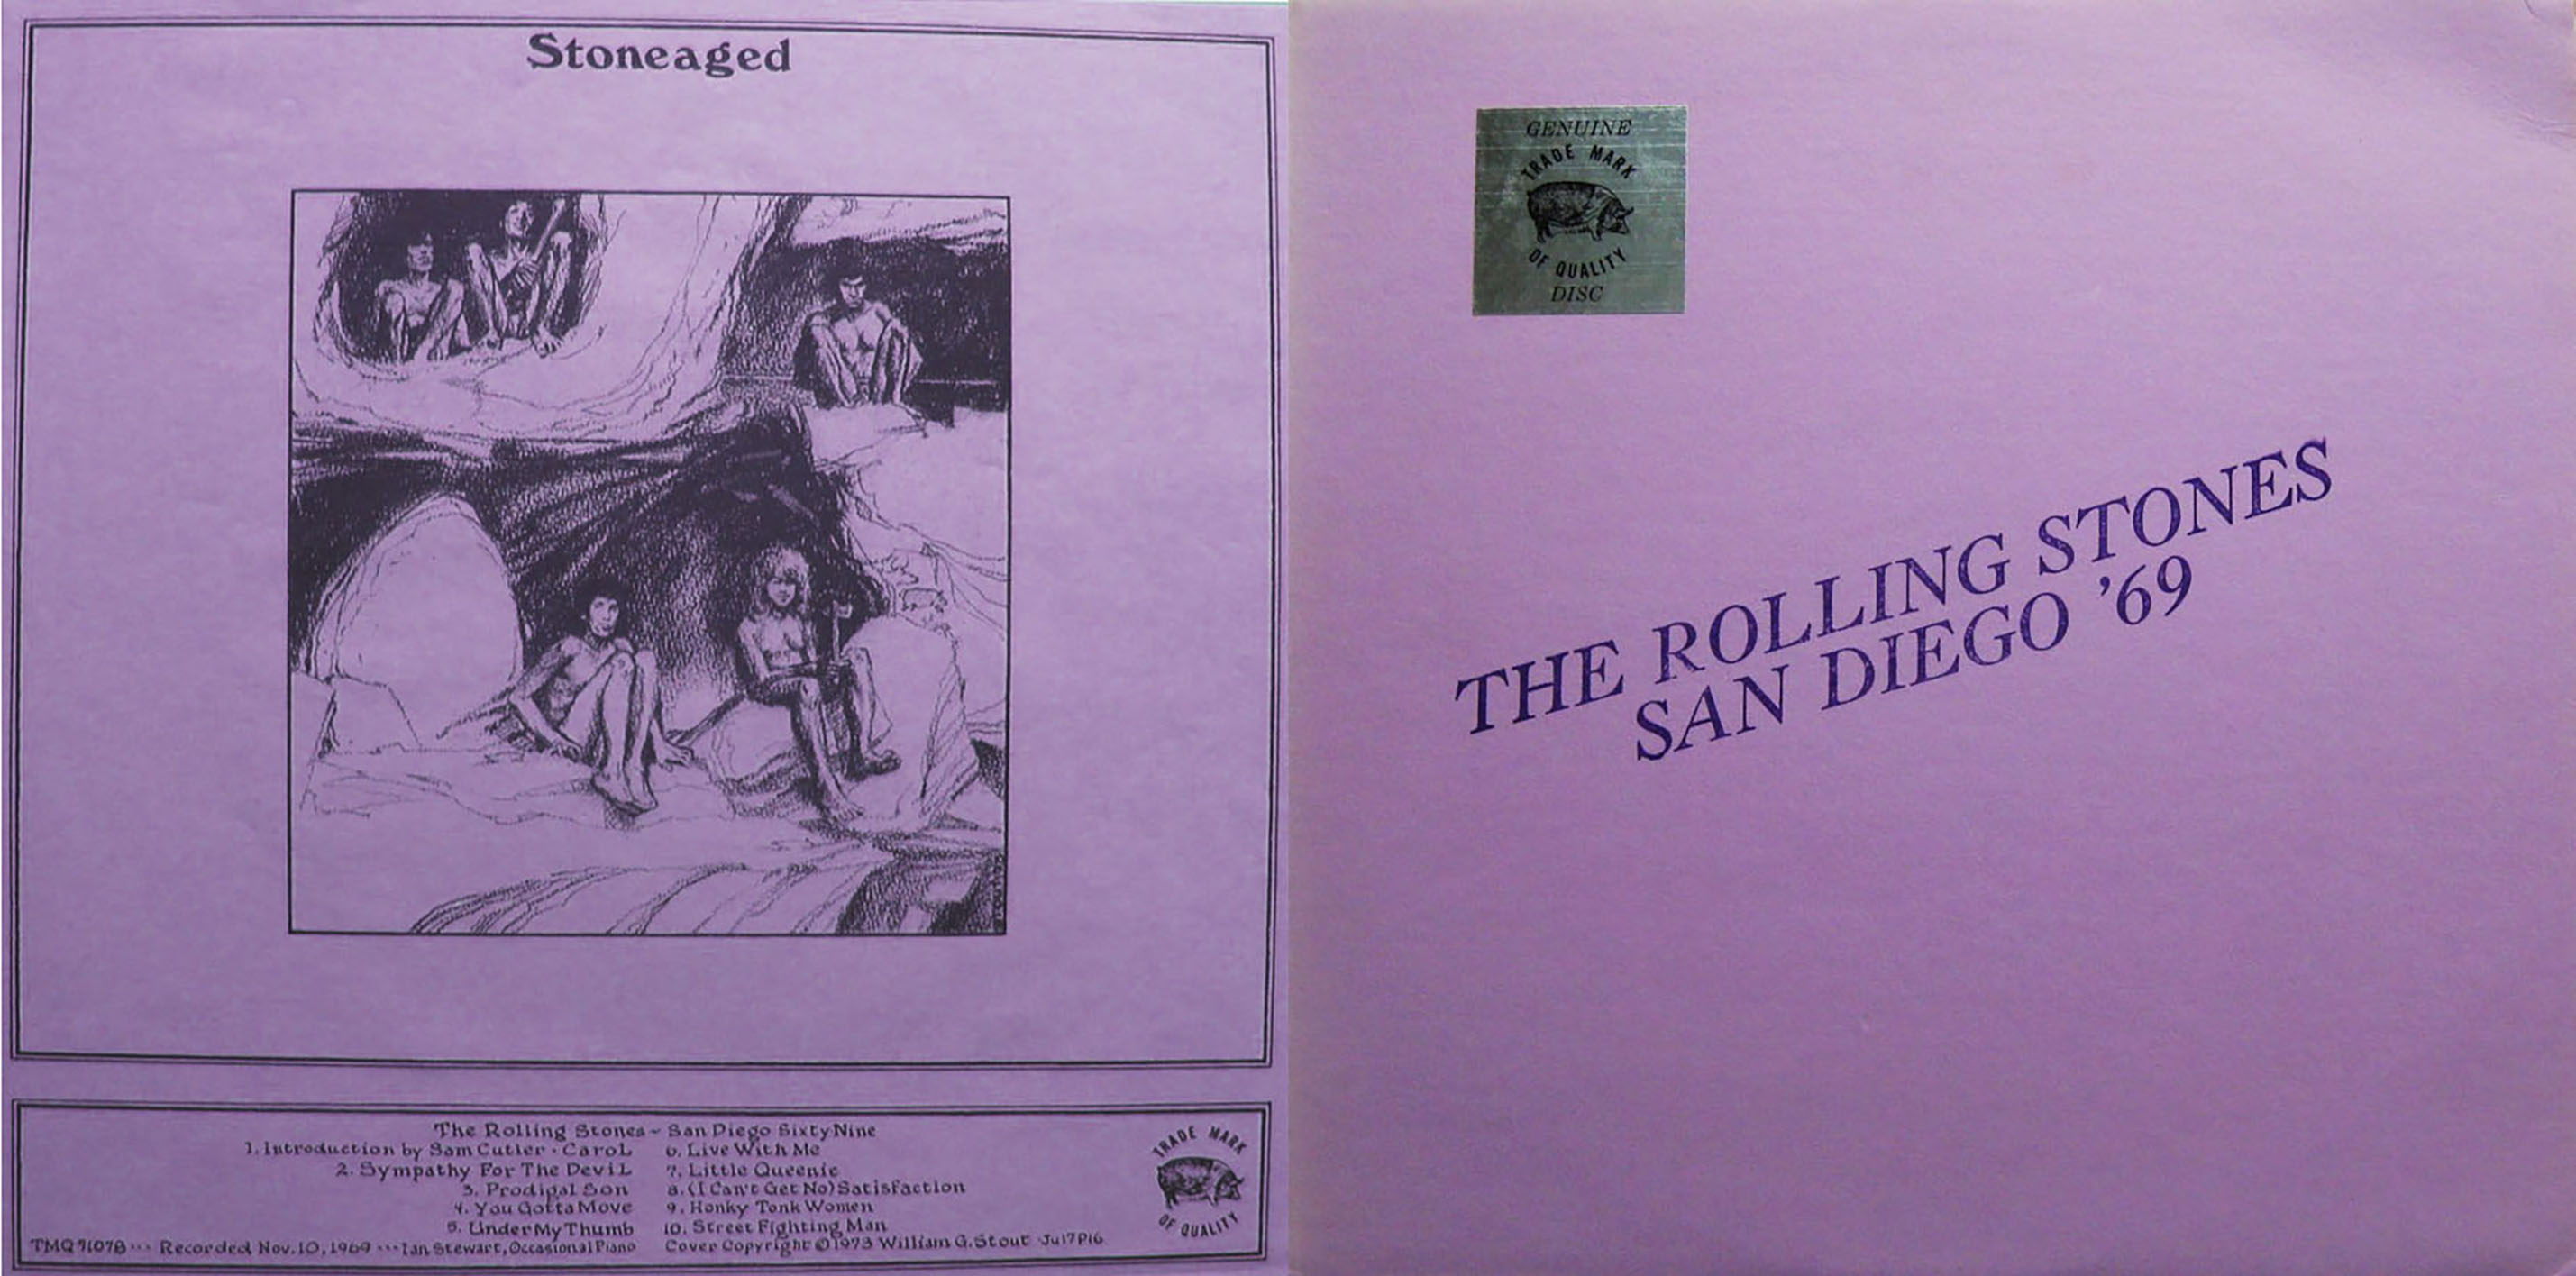 Stoneaged
The Rolling Stones ~ San Diego Sixty Nine
1. Introduction by Sam Cutler · Carol
2. Sympathy For The Devil
3. Prodigal Son
4. You Gotta Move
5. Under My Thumb
6. Live With Me
7. Little Queenie
8. (I Can't Get No) Satisfaction
9. Honky Tonk Women
10. Street Fighting Man
TMQ 71078 ··· Recorded Nov. 10, 1969 ··· Ian Stewart, Occasional Piano
Cover Copyright © 1973 William G. Stout
TRADE MARK
OF QUALITY
GENUINE
TRADE MARK
OF QUALITY
DISC
THE ROLLING STONES
SAN DIEGO '69